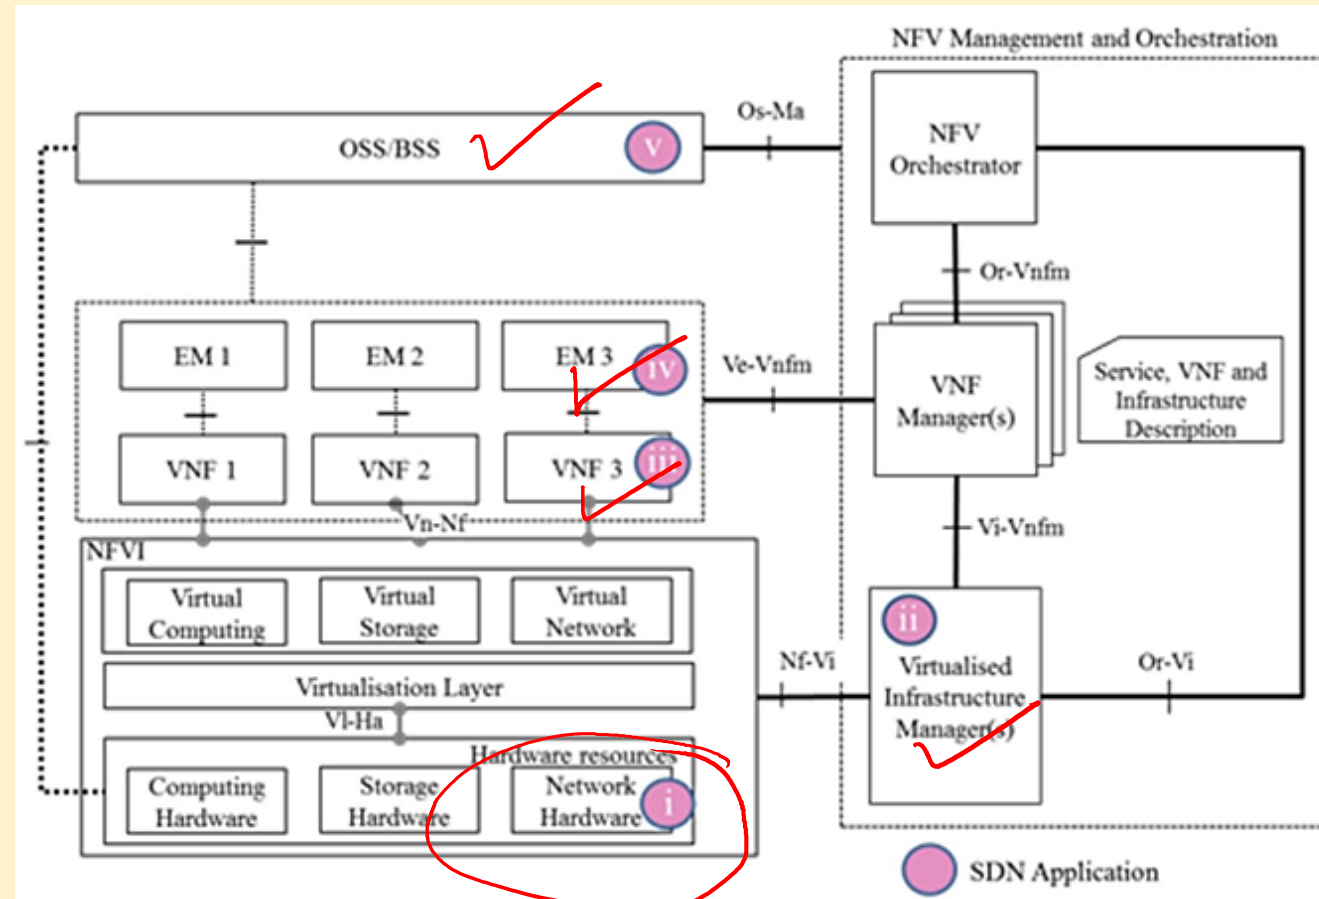 NFV Management and Orchestration
OSS/BSS
v
Os-Ma
NFV
Orchestrator
Or-Vnfm
EM 1
EM 2
EM 3
iv
Ve-Vnfm
VNF
Manager(s)
Service, VNF and
Infrastructure
Description
VNF 1
VNF 2
VNF 3
iii
Vn-Nf
Vi-Vnfm
NFVI
Virtual
Computing
Virtual
Storage
Virtual
Network
ii
Virtualised
Infrastructure
Manager(s)
Nf-Vi
Or-Vi
Virtualisation Layer
Vl-Ha
Hardware resources
Computing
Hardware
Storage
Hardware
Network
Hardware
i
SDN Application